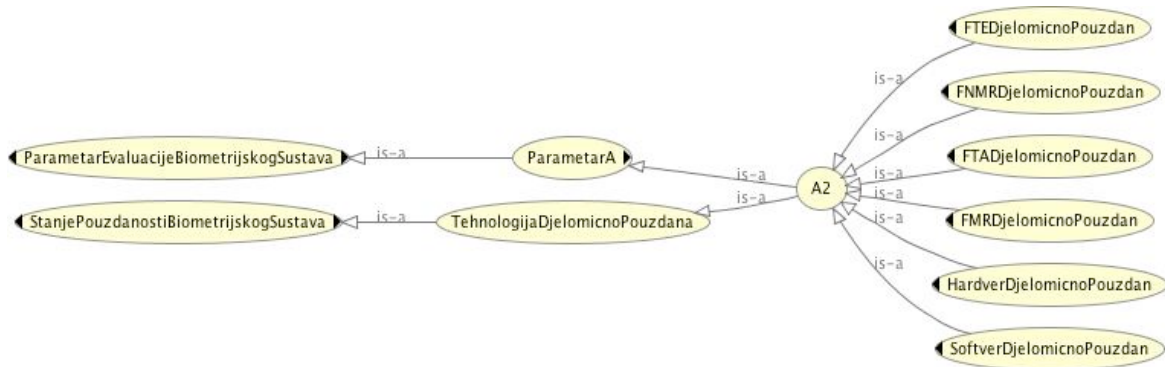 FTEDjelomicnoPouzdan
is-a
FNMRDjelomicnoPouzdan
is-a
ParametarEvaluacijeBiometrijskogSustava
is-a
ParametarA
is-a
FTADjelomicnoPouzdan
is-a
A2
is-a
StanjePouzdanostiBiometrijskogSustava
is-a
TehnologijaDjelomicnoPouzdana
is-a
FMRDjelomicnoPouzdan
is-a
HardverDjelomicnoPouzdan
is-a
SoftverDjelomicnoPouzdan